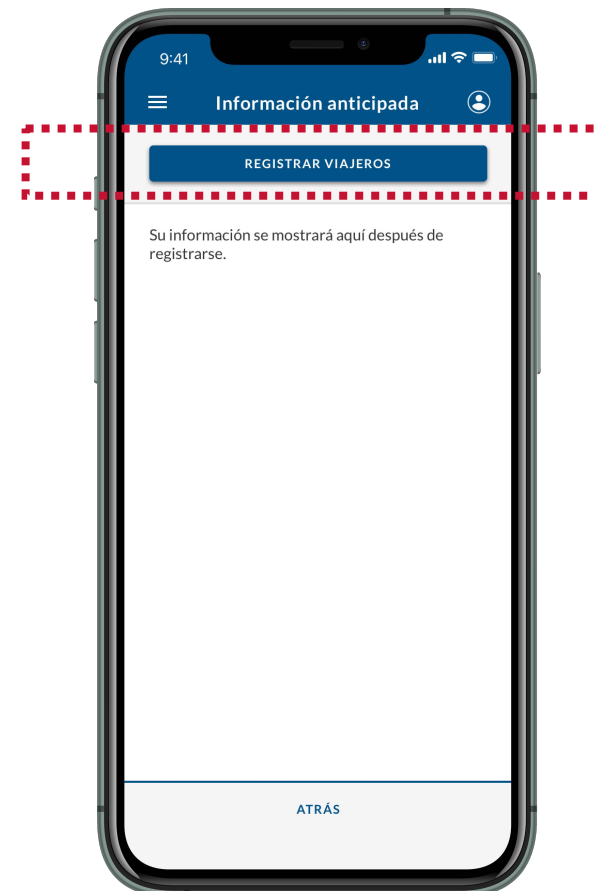 9:41
Información anticipada
REGISTRAR VIAJEROS
Su información se mostrará aquí después de
registrarse.
ATRÁS